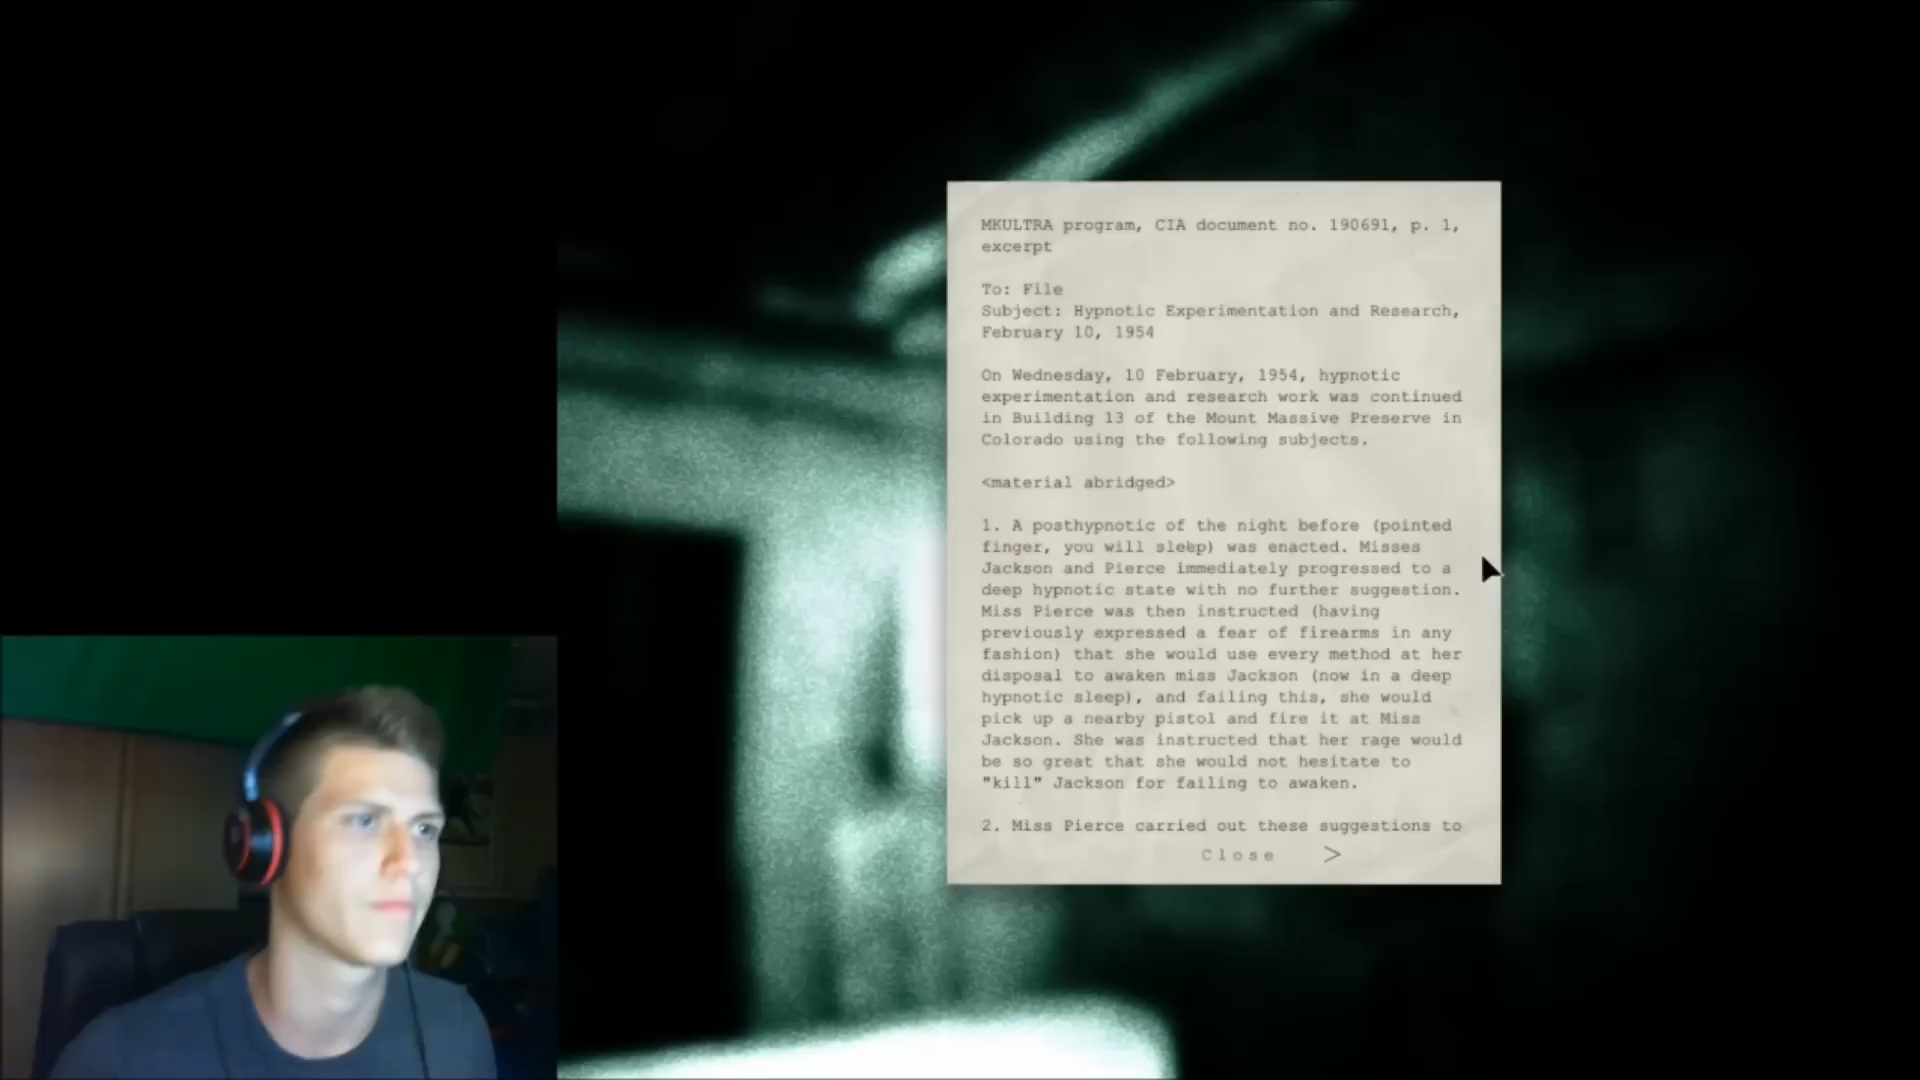 MKULTRA program, CIA document no. 190691, p. 1,
excerpt
To: File
Subject: Hypnotic Experimentation and Research,
February 10, 1954
On Wednesday, 10 February, 1954, hypnotic
experimentation and research work was continued
in Building 13 of the Mount Massive Preserve in
Colorado using the following subjects.
<material abridged>
1. A posthypnotic of the night before (pointed
finger, you will sleep) was enacted. Misses
Jackson and Pierce immediately progressed to a
deep hypnotic state with no further suggestion.
Miss Pierce was then instructed (having
previously expressed a fear of firearms in any
fashion) that she would use every method at her
disposal to awaken miss Jackson (now in a deep
hypnotic sleep), and failing this, she would
pick up a nearby pistol and fire it at Miss
Jackson. She was instructed that her rage would
be so great that she would not hesitate to
"kill" Jackson for failing to awaken.
2. Miss Pierce carried out these suggestions to
Close >